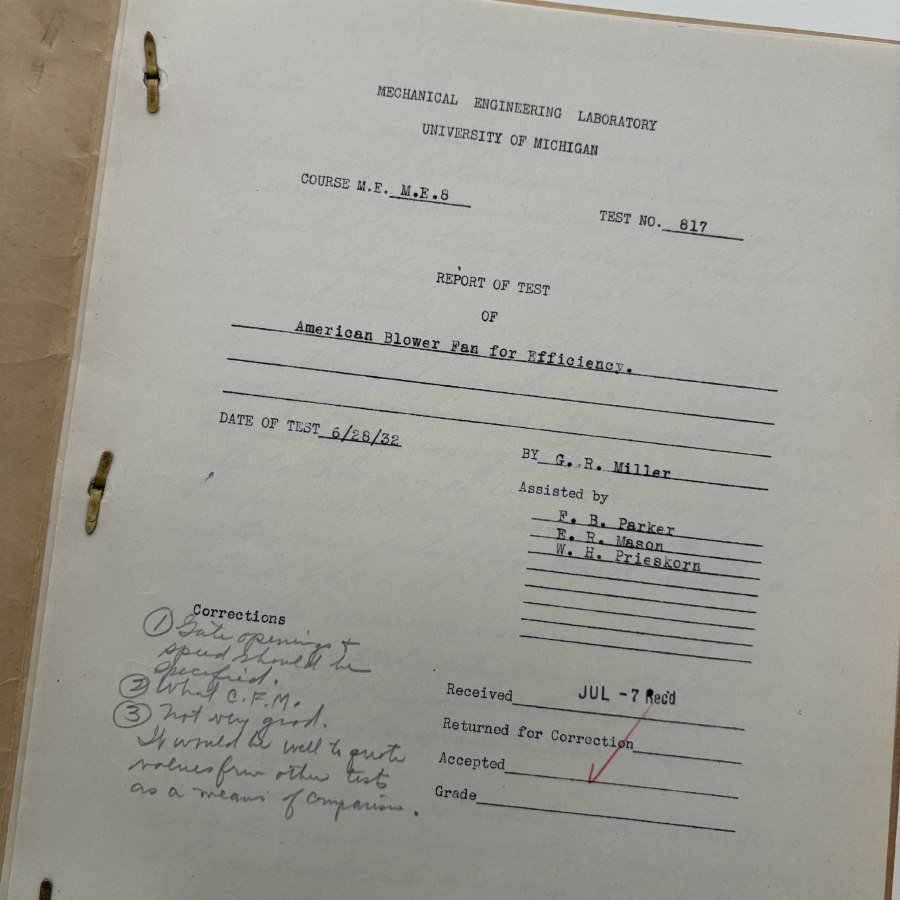 MECHANICAL ENGINEERING LABORATORY
UNIVERSITY OF MICHIGAN
COURSE M.E. M.E.8
TEST NO. 817
REPORT OF TEST
OF
American Blower Fan for Efficiency.
DATE OF TEST 6/28/32
BY G. R. Miller
Assisted by
F. B. Parker
E. R. Mason
W. H. Prieskorn
Corrections
① Gate openings &
speed should be
specified.
② What C.F.M.
③ Not very good.
It would be well to quote
values from other tests
as a means of comparison.
Received JUL -7 Rec'd
Returned for Correction
Accepted
Grade